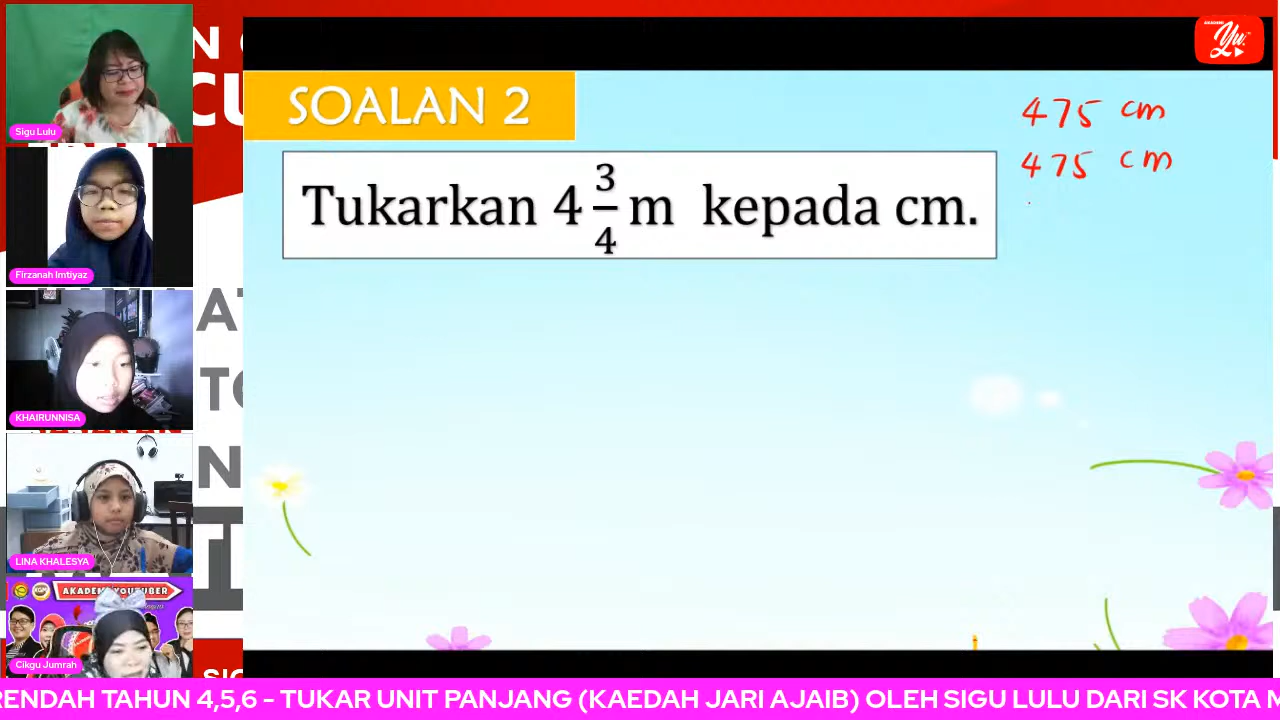 SOALAN 2
Tukarkan 4 3/4 m kepada cm.
475 cm
475 cm
Sigu Lulu
Firzanah Imtiyaz
KHAIRUNNISA
LINA KHALESYA
AKADEMI YOUTUBER
Cikgu Jumrah
RENDAH TAHUN 4,5,6 – TUKAR UNIT PANJANG (KAEDAH JARI AJAIB) OLEH SIGU LULU DARI SK KOTA M